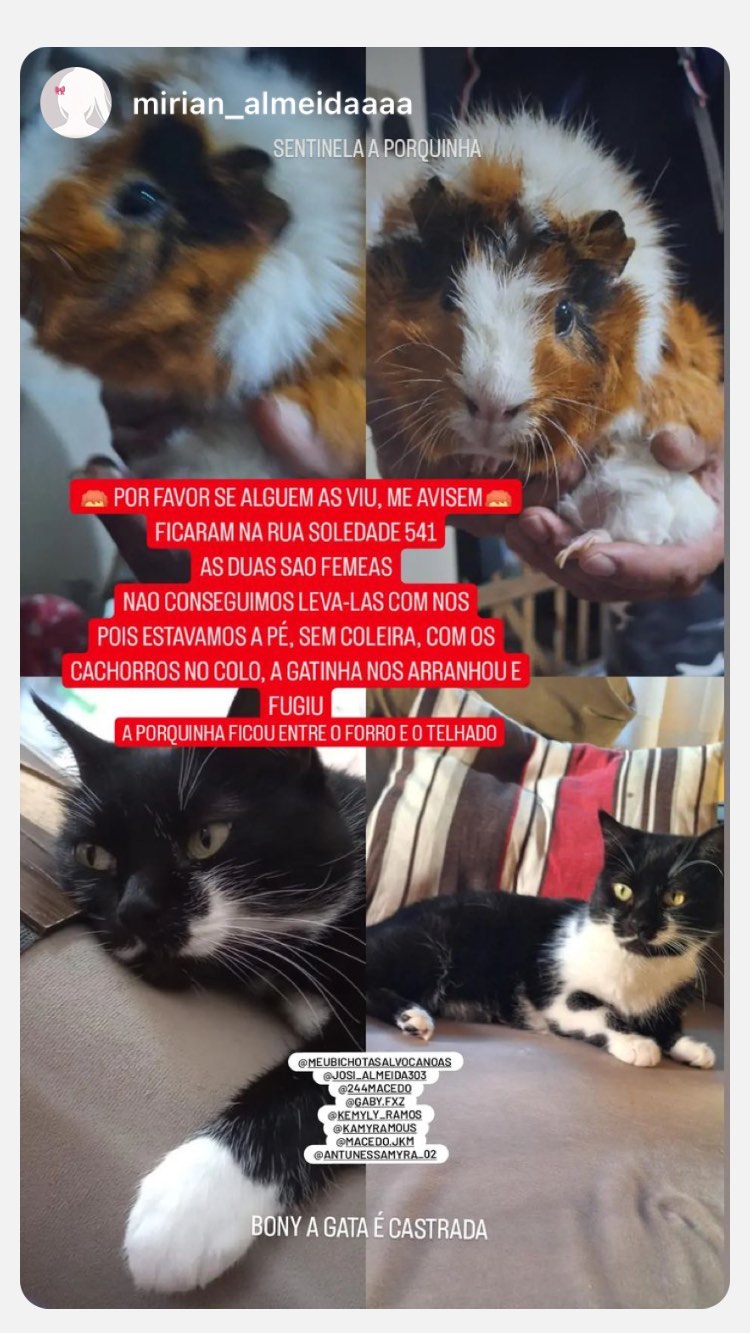 mirian_almeidaaaa
SENTINELA A PORQUINHA
POR FAVOR SE ALGUEM AS VIU, ME AVISEM
FICARAM NA RUA SOLEDADE 541
AS DUAS SAO FEMEAS
NAO CONSEGUIMOS LEVA-LAS COM NOS
POIS ESTAVAMOS A PÉ, SEM COLEIRA, COM OS
CACHORROS NO COLO, A GATINHA NOS ARRANHOU E
FUGIU
A PORQUINHA FICOU ENTRE O FORRO E O TELHADO
@MEUBICHOTASALVOCANOAS
@JOSI_ALMEIDA303
@244MACEDO
@GABY.FXZ
@KEMYLY_RAMOS
@KAMYRAMOUS
@MACEDO.JKM
@ANTUNESSAMYRA_02
BONY A GATA É CASTRADA